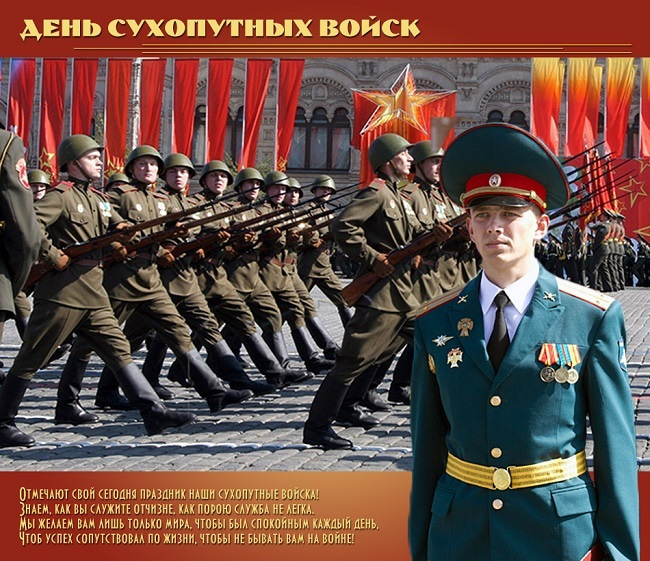 ДЕНЬ СУХОПУТНЫХ ВОЙСК
ОТМЕЧАЮТ СВОЙ СЕГОДНЯ ПРАЗДНИК НАШИ СУХОПУТНЫЕ ВОЙСКА!
ЗНАЕМ, КАК ВЫ СЛУЖИТЕ ОТЧИЗНЕ, КАК ПОРОЮ СЛУЖБА НЕ ЛЕГКА.
МЫ ЖЕЛАЕМ ВАМ ЛИШЬ ТОЛЬКО МИРА, ЧТОБЫ БЫЛ СПОКОЙНЫМ КАЖДЫЙ ДЕНЬ,
ЧТОБ УСПЕХ СОПУТСТВОВАЛ ПО ЖИЗНИ, ЧТОБЫ НЕ БЫВАТЬ ВАМ НА ВОЙНЕ!